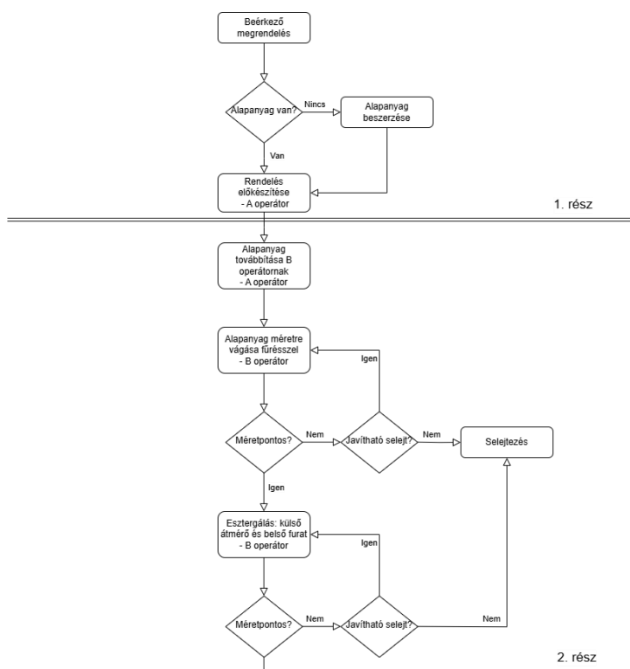 Beérkező
megrendelés
Alapanyag van?
Nincs
Alapanyag
beszerzése
Van
Rendelés
előkészítése
- A operátor
1. rész
Alapanyag
továbbítása B
operátornak
- A operátor
Alapanyag méretre
vágása fűrésszel
- B operátor
Igen
Méretpontos?
Nem
Javítható selejt?
Nem
Selejtezés
Igen
Esztergálás: külső
átmérő és belső furat
- B operátor
Igen
Méretpontos?
Nem
Javítható selejt?
Nem
2. rész